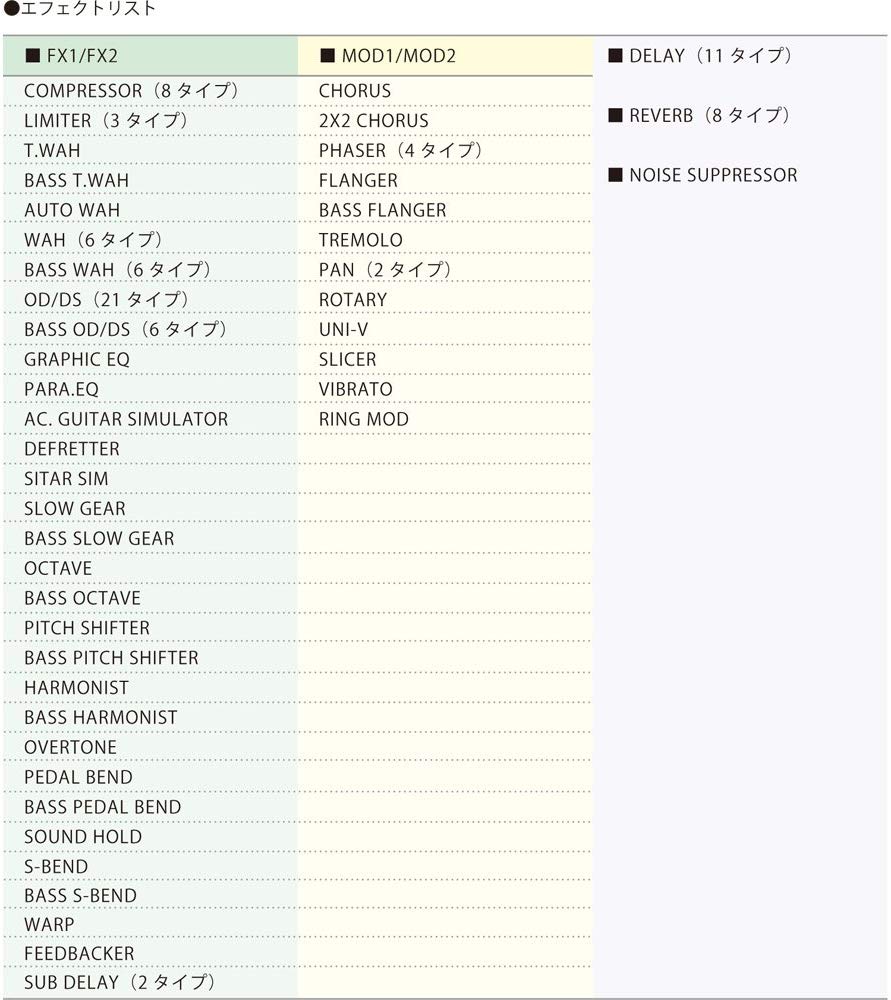 ●エフェクトリスト
■ FX1/FX2
COMPRESSOR（8 タイプ）
LIMITER（3 タイプ）
T.WAH
BASS T.WAH
AUTO WAH
WAH（6 タイプ）
BASS WAH（6 タイプ）
OD/DS（21 タイプ）
BASS OD/DS（6 タイプ）
GRAPHIC EQ
PARA.EQ
AC. GUITAR SIMULATOR
DEFRETTER
SITAR SIM
SLOW GEAR
BASS SLOW GEAR
OCTAVE
BASS OCTAVE
PITCH SHIFTER
BASS PITCH SHIFTER
HARMONIST
BASS HARMONIST
OVERTONE
PEDAL BEND
BASS PEDAL BEND
SOUND HOLD
S-BEND
BASS S-BEND
WARP
FEEDBACKER
SUB DELAY（2 タイプ）
■ MOD1/MOD2
CHORUS
2X2 CHORUS
PHASER（4 タイプ）
FLANGER
BASS FLANGER
TREMOLO
PAN（2 タイプ）
ROTARY
UNI-V
SLICER
VIBRATO
RING MOD
■ DELAY（11 タイプ）
■ REVERB（8 タイプ）
■ NOISE SUPPRESSOR